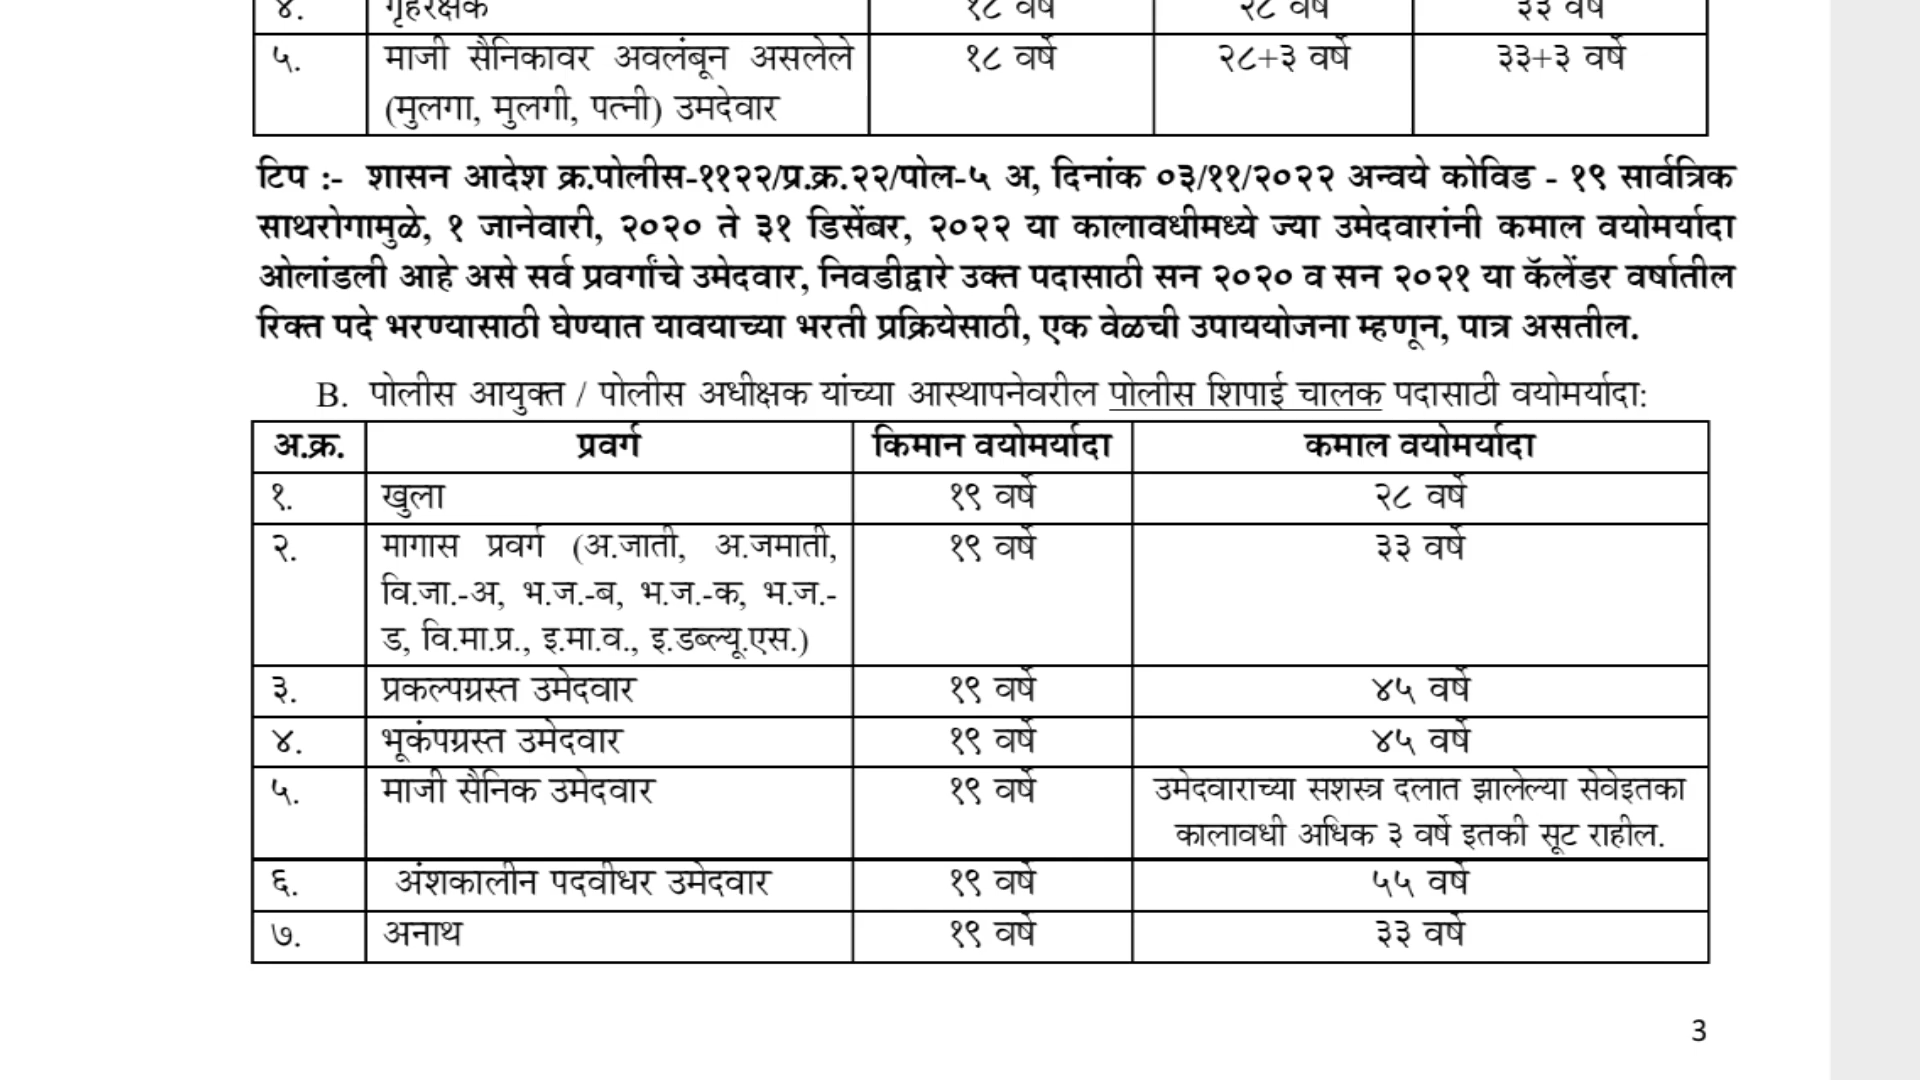 ४. गृहरक्षक १८ वर्षे २८ वर्षे ३३ वर्षे
५. माजी सैनिकावर अवलंबून असलेले १८ वर्षे २८+३ वर्षे ३३+३ वर्षे
(मुलगा, मुलगी, पत्नी) उमदेवार
टिप :- शासन आदेश क्र.पोलीस-११२२/प्र.क्र.२२/पोल-५ अ, दिनांक ०३/११/२०२२ अन्वये कोविड - १९ सार्वत्रिक
साथरोगामुळे, १ जानेवारी, २०२० ते ३१ डिसेंबर, २०२२ या कालावधीमध्ये ज्या उमेदवारांनी कमाल वयोमर्यादा
ओलांडली आहे असे सर्व प्रवर्गांचे उमेदवार, निवडीद्वारे उक्त पदासाठी सन २०२० व सन २०२१ या कॅलेंडर वर्षातील
रिक्त पदे भरण्यासाठी घेण्यात यावयाच्या भरती प्रक्रियेसाठी, एक वेळची उपाययोजना म्हणून, पात्र असतील.
B. पोलीस आयुक्त / पोलीस अधीक्षक यांच्या आस्थापनेवरील पोलीस शिपाई चालक पदासाठी वयोमर्यादा:
अ.क्र. प्रवर्ग किमान वयोमर्यादा कमाल वयोमर्यादा
१. खुला १९ वर्षे २८ वर्षे
२. मागास प्रवर्ग (अ.जाती, अ.जमाती, १९ वर्षे ३३ वर्षे
वि.जा.-अ, भ.ज.-ब, भ.ज.-क, भ.ज.-
ड, वि.मा.प्र., इ.मा.व., इ.डब्ल्यू.एस.)
३. प्रकल्पग्रस्त उमेदवार १९ वर्षे ४५ वर्षे
४. भूकंपग्रस्त उमेदवार १९ वर्षे ४५ वर्षे
५. माजी सैनिक उमेदवार १९ वर्षे उमेदवाराच्या सशस्त्र दलात झालेल्या सेवेइतका
कालावधी अधिक ३ वर्षे इतकी सूट राहील.
६. अंशकालीन पदवीधर उमेदवार १९ वर्षे ५५ वर्षे
७. अनाथ १९ वर्षे ३३ वर्षे
3